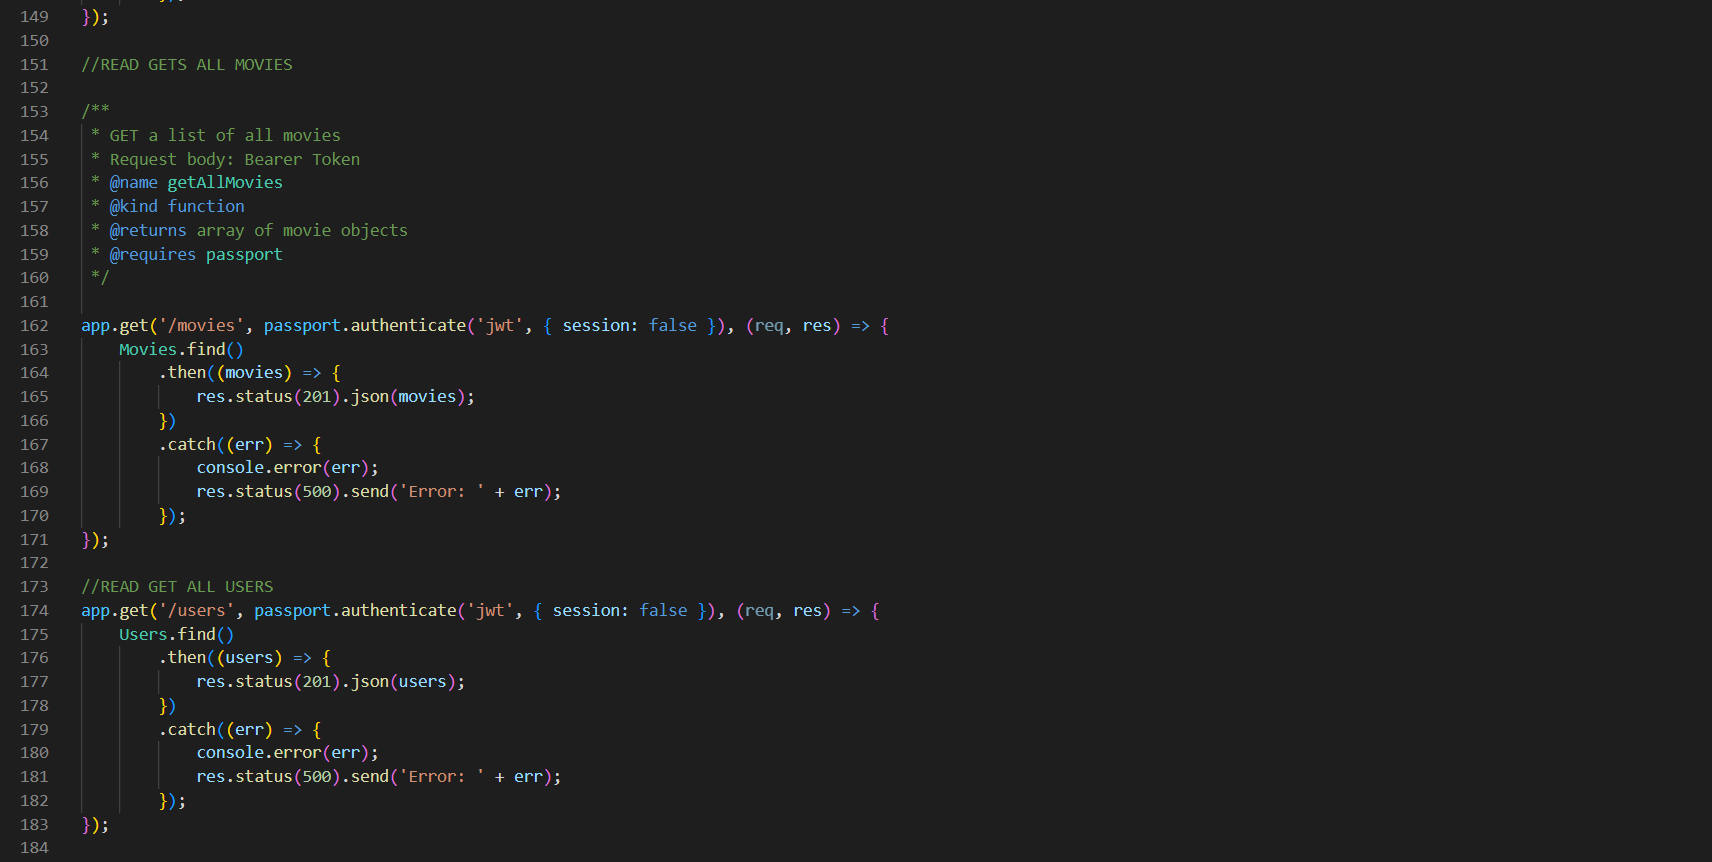 149 });
150
151 //READ GETS ALL MOVIES
152
153 /**
154  * GET a list of all movies
155  * Request body: Bearer Token
156  * @name getAllMovies
157  * @kind function
158  * @returns array of movie objects
159  * @requires passport
160  */
161
162 app.get('/movies', passport.authenticate('jwt', { session: false }), (req, res) => {
163     Movies.find()
164         .then((movies) => {
165             res.status(201).json(movies);
166         })
167         .catch((err) => {
168             console.error(err);
169             res.status(500).send('Error: ' + err);
170         });
171 });
172
173 //READ GET ALL USERS
174 app.get('/users', passport.authenticate('jwt', { session: false }), (req, res) => {
175     Users.find()
176         .then((users) => {
177             res.status(201).json(users);
178         })
179         .catch((err) => {
180             console.error(err);
181             res.status(500).send('Error: ' + err);
182         });
183 });
184